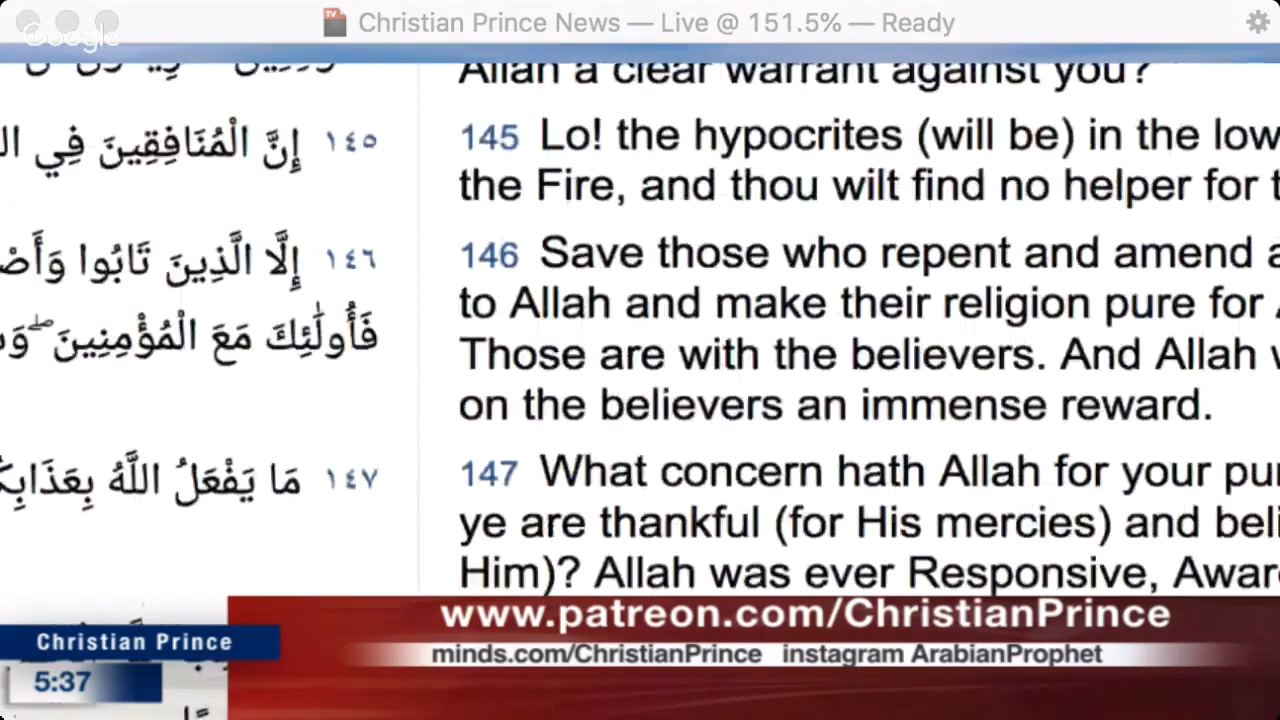 Christian Prince News — Live @ 151.5% — Ready
Google
Allah a clear warrant against you?
إِنَّ الْمُنَافِقِينَ فِي ١٤٥
145 Lo! the hypocrites (will be) in the
the Fire, and thou wilt find no helper for
إِلَّا الَّذِينَ تَابُوا ١٤٦
146 Save those who repent and amend
to Allah and make their religion pure for
فَأُولَٰئِكَ مَعَ الْمُؤْمِنِينَ ۖ
Those are with the believers. And Allah
on the believers an immense reward.
مَا يَفْعَلُ اللَّهُ ١٤٧
147 What concern hath Allah for your
ye are thankful (for His mercies) and
Him)? Allah was ever Responsive,
www.patreon.com/ChristianPrince
Christian Prince
minds.com/ChristianPrince instagram ArabianProphet
5:37